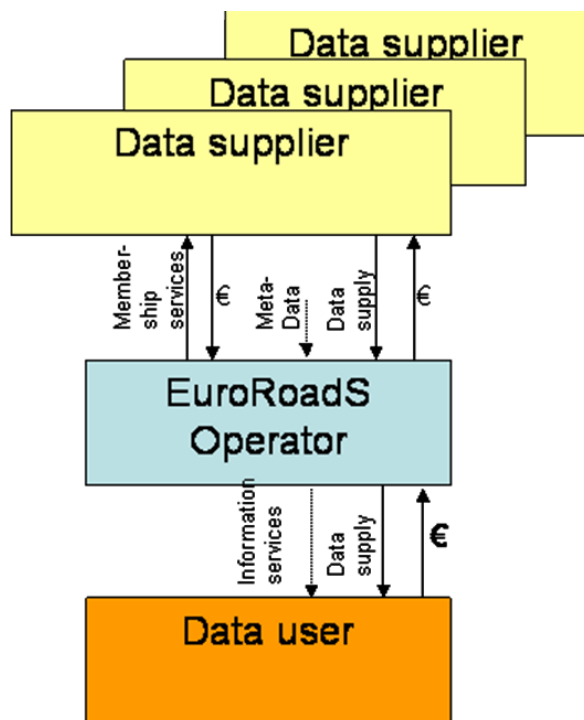 Data supplier
Data supplier
Data supplier
Member-
ship
services
€
Meta-
Data
Data
supply
€
EuroRoadS
Operator
Information
services
Data
supply
€
Data user